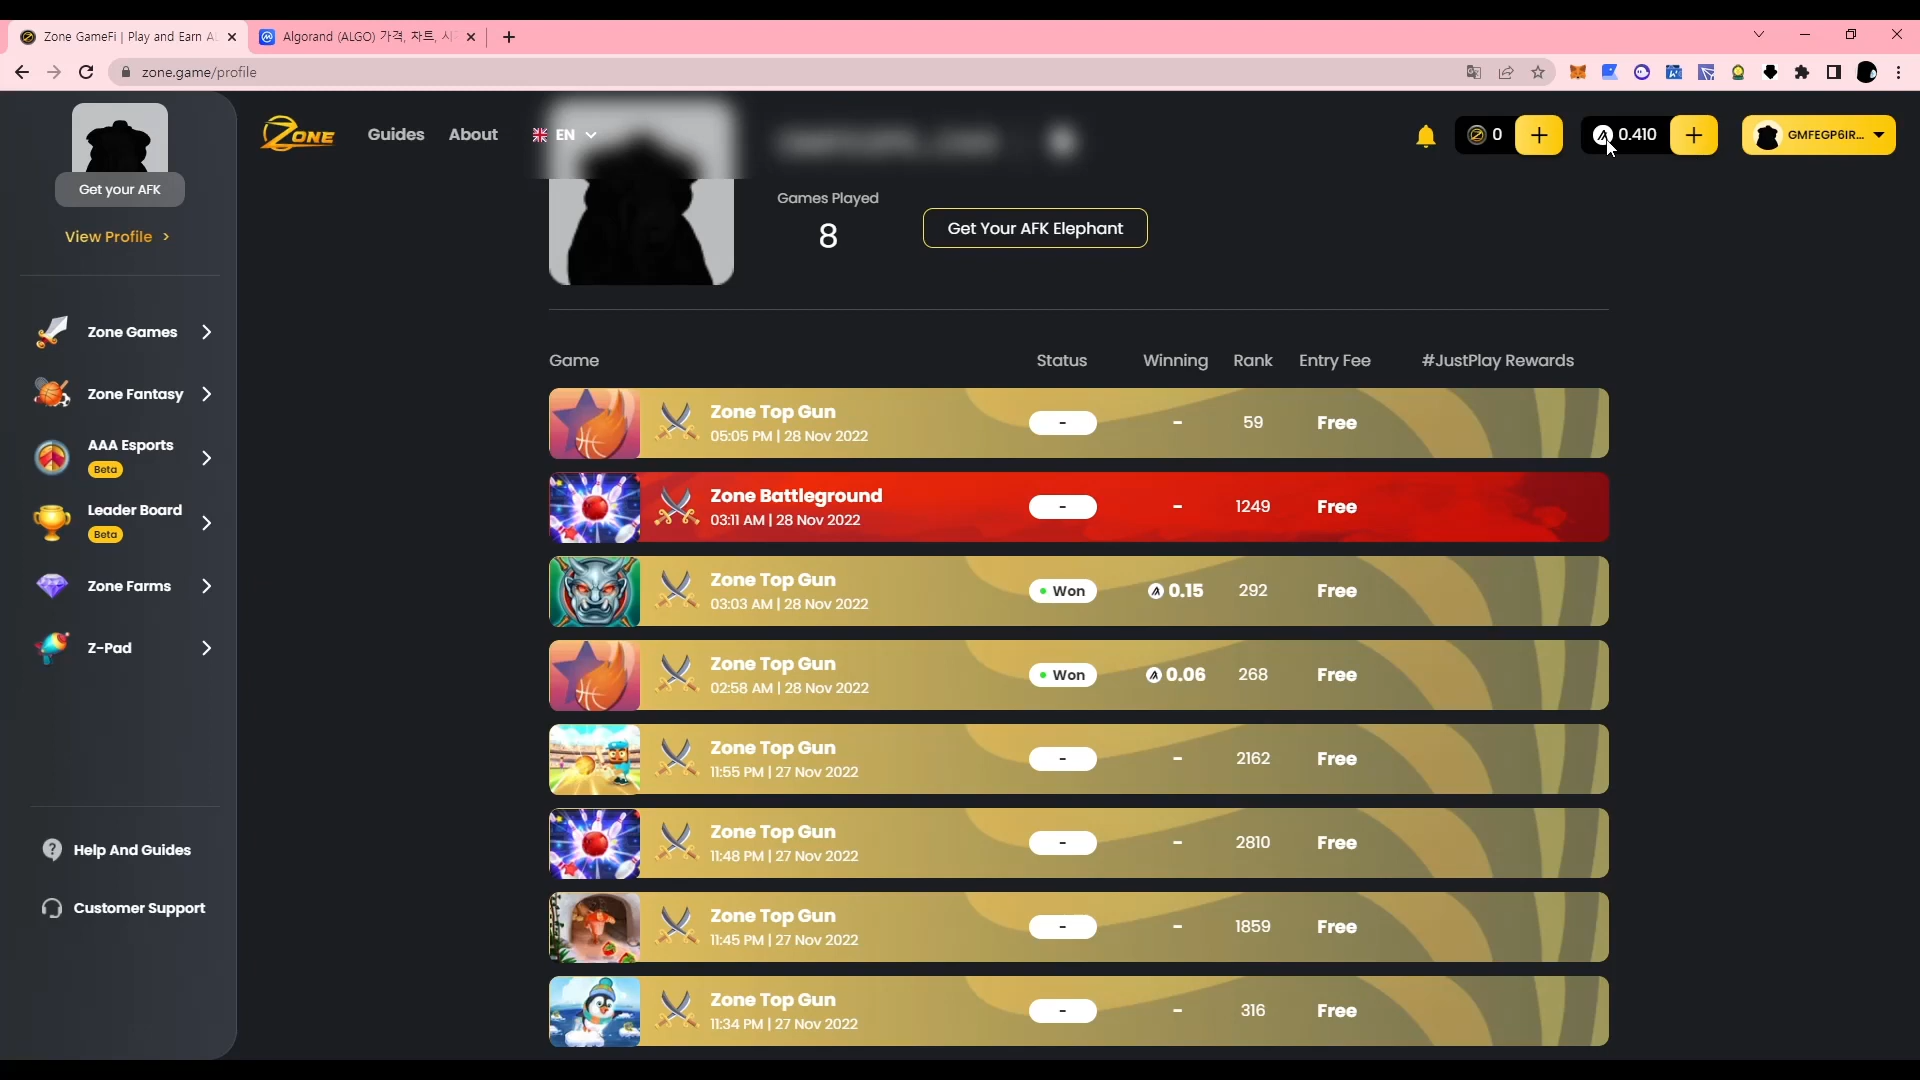 Zone GameFi | Play and Earn AL
Algorand (ALGO) 가격, 차트, 시
zone.game/profile
Get your AFK
View Profile >
ZONE
Guides
About
EN
0
0.410
GMFEGP6IR...
Games Played
8
Get Your AFK Elephant
Zone Games
Zone Fantasy
AAA Esports
Beta
Leader Board
Beta
Zone Farms
Z-Pad
Help And Guides
Customer Support
Game Status Winning Rank Entry Fee #JustPlay Rewards
Zone Top Gun
05:05 PM | 28 Nov 2022
- - 59 Free
Zone Battleground
03:11 AM | 28 Nov 2022
- - 1249 Free
Zone Top Gun
03:03 AM | 28 Nov 2022
Won 0.15 292 Free
Zone Top Gun
02:58 AM | 28 Nov 2022
Won 0.06 268 Free
Zone Top Gun
11:55 PM | 27 Nov 2022
- - 2162 Free
Zone Top Gun
11:48 PM | 27 Nov 2022
- - 2810 Free
Zone Top Gun
11:45 PM | 27 Nov 2022
- - 1859 Free
Zone Top Gun
11:34 PM | 27 Nov 2022
- - 316 Free